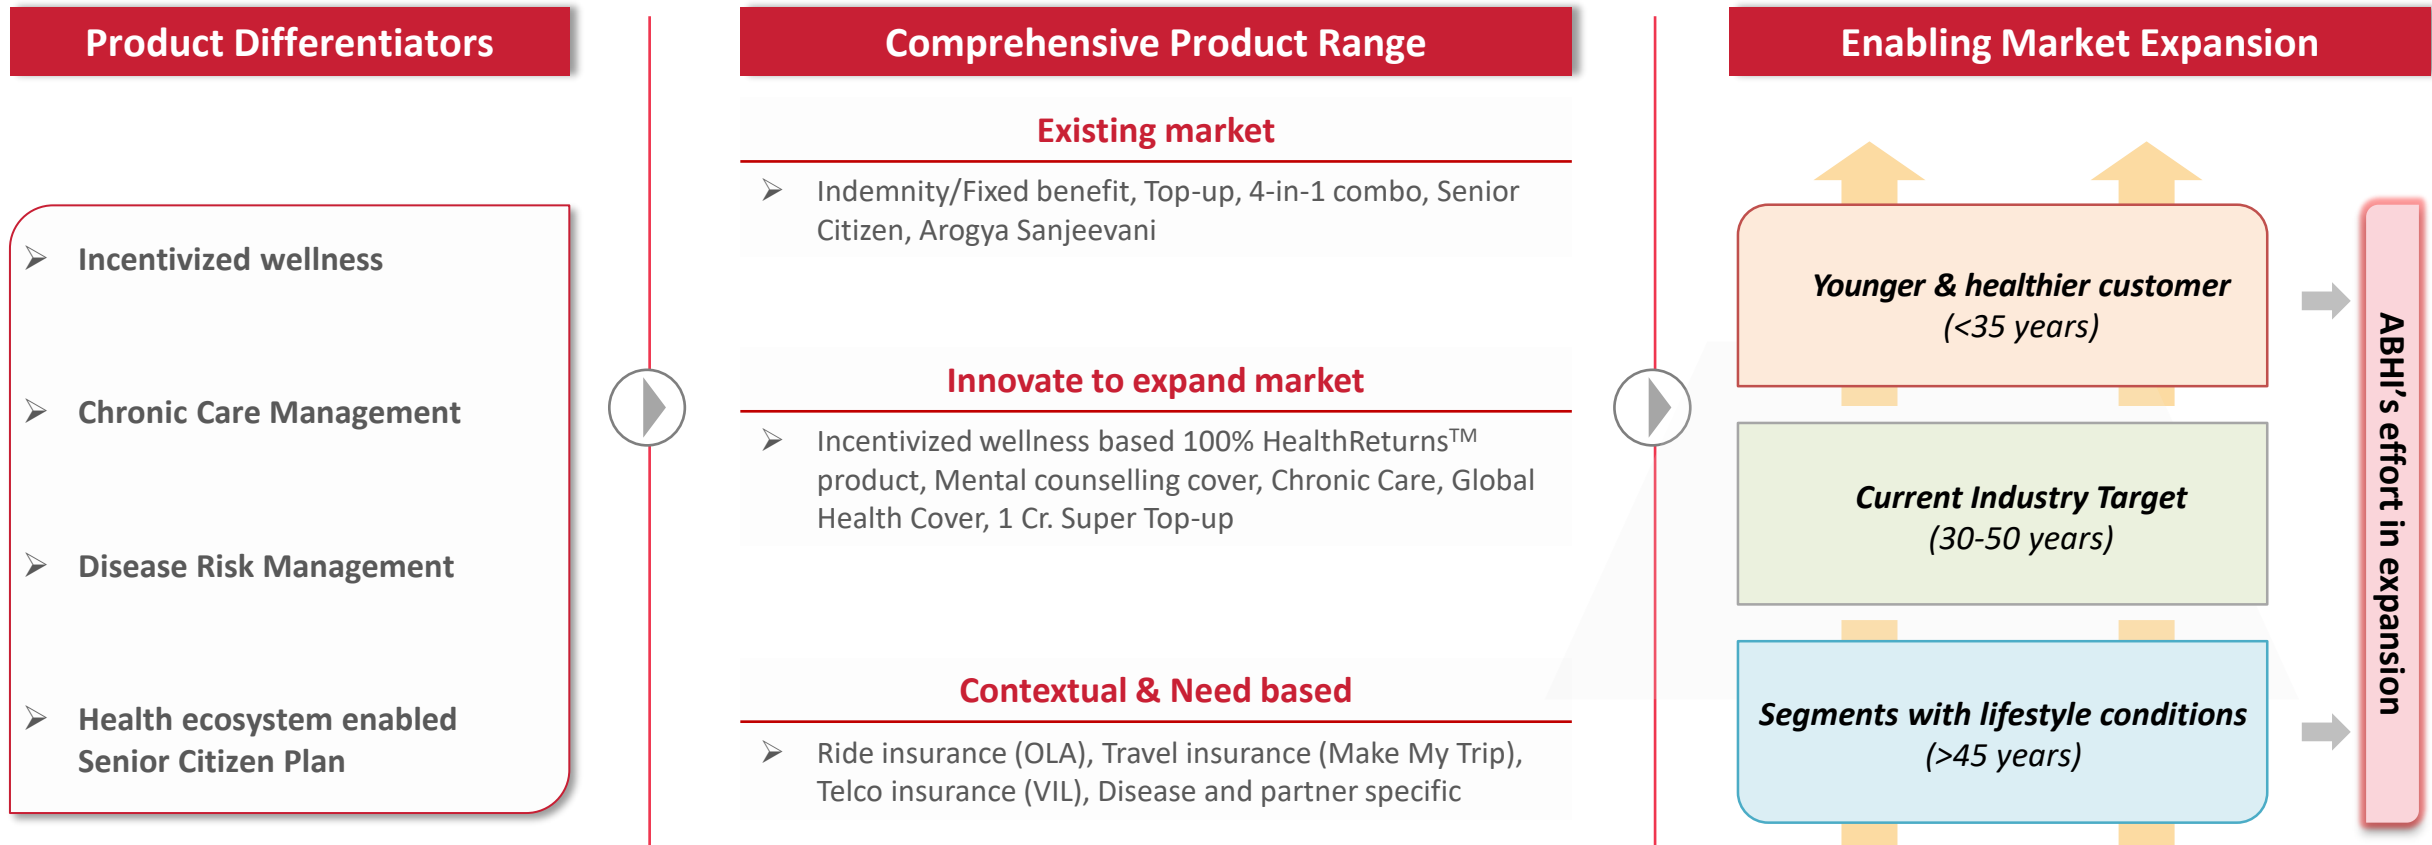 Product Differentiators
➢ Incentivized wellness
➢ Chronic Care Management
➢ Disease Risk Management
➢ Health ecosystem enabled
Senior Citizen Plan
Comprehensive Product Range
Existing market
➢ Indemnity/Fixed benefit, Top-up, 4-in-1 combo, Senior
Citizen, Arogya Sanjeevani
Innovate to expand market
➢ Incentivized wellness based 100% HealthReturns™
product, Mental counselling cover, Chronic Care, Global
Health Cover, 1 Cr. Super Top-up
Contextual & Need based
➢ Ride insurance (OLA), Travel insurance (Make My Trip),
Telco insurance (VIL), Disease and partner specific
Enabling Market Expansion
Younger & healthier customer
(<35 years)
Current Industry Target
(30-50 years)
Segments with lifestyle conditions
(>45 years)
ABHI’s effort in expansion